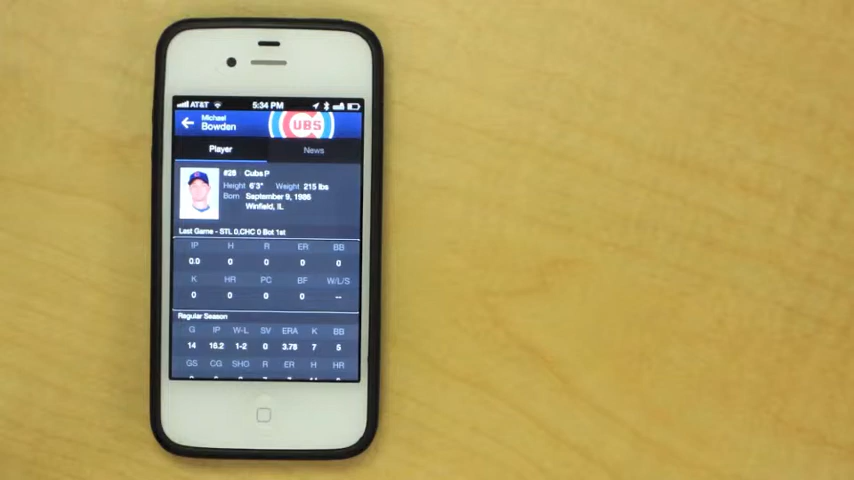 AT&T 5:34 PM
Michael
Bowden
UBS
Player News
#28 Cubs P
Height 6'3" Weight 215 lbs
Born September 9, 1986
Winfield, IL
Last Game - STL 0,CHC 0 Bot 1st
IP H R ER BB
0.0 0 0 0 0
K HR PC BF W/L/S
0 0 0 0 --
Regular Season
G IP W-L SV ERA K BB
14 16.2 1-2 0 3.78 7 5
GS CG SHO R ER H HR